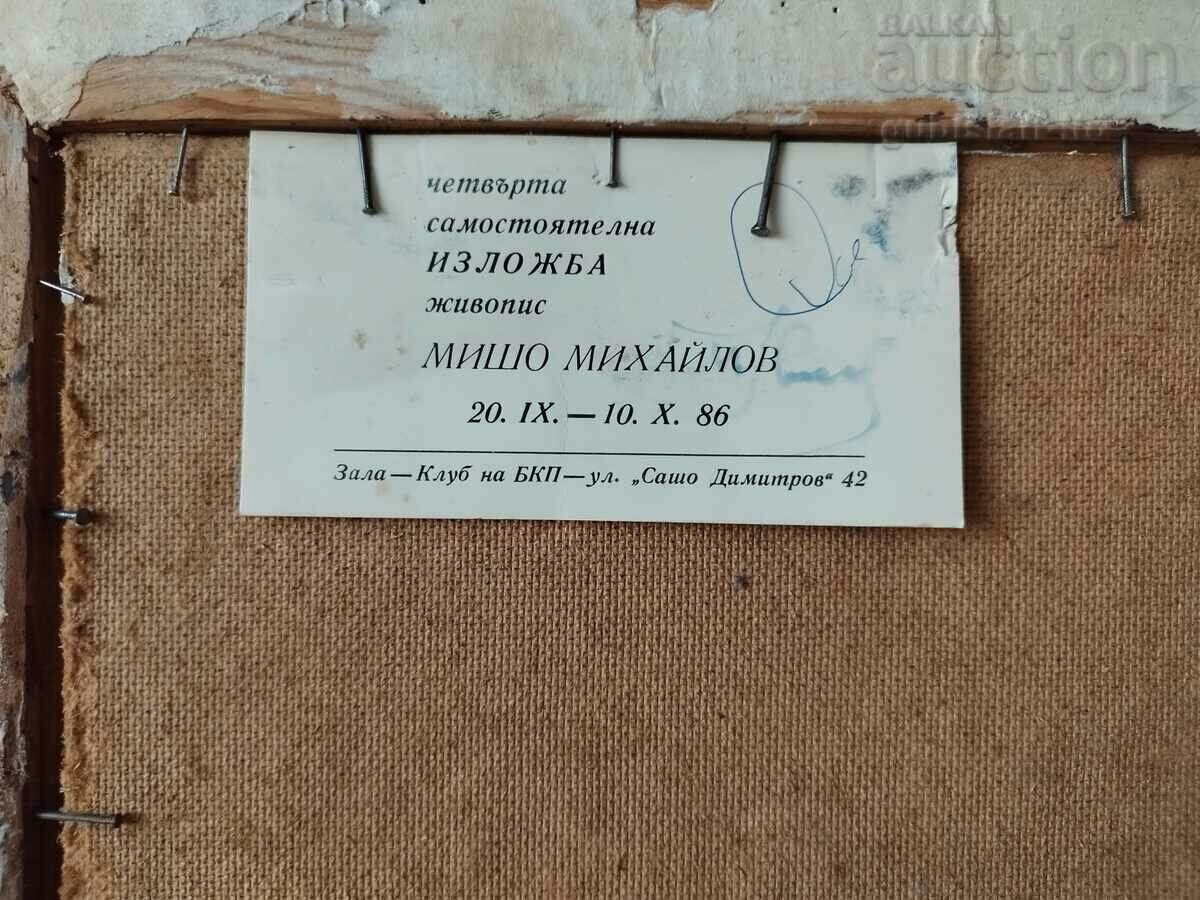 BALKAN
auction
четвърта
самостоятелна
ИЗЛОЖБА
живопис
МИШО МИХАЙЛОВ
20. IX. — 10. X. 86
Зала — Клуб на БКП — ул. „Сашо Димитров“ 42